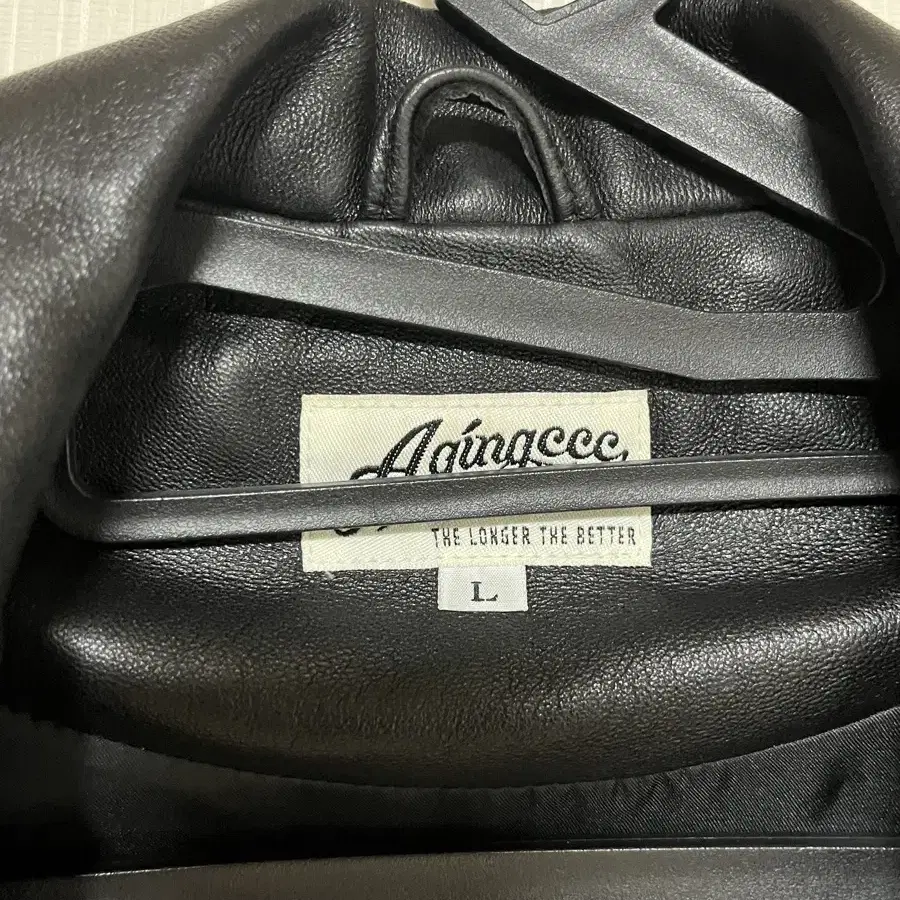 Agingccc
THE LONGER THE BETTER
L